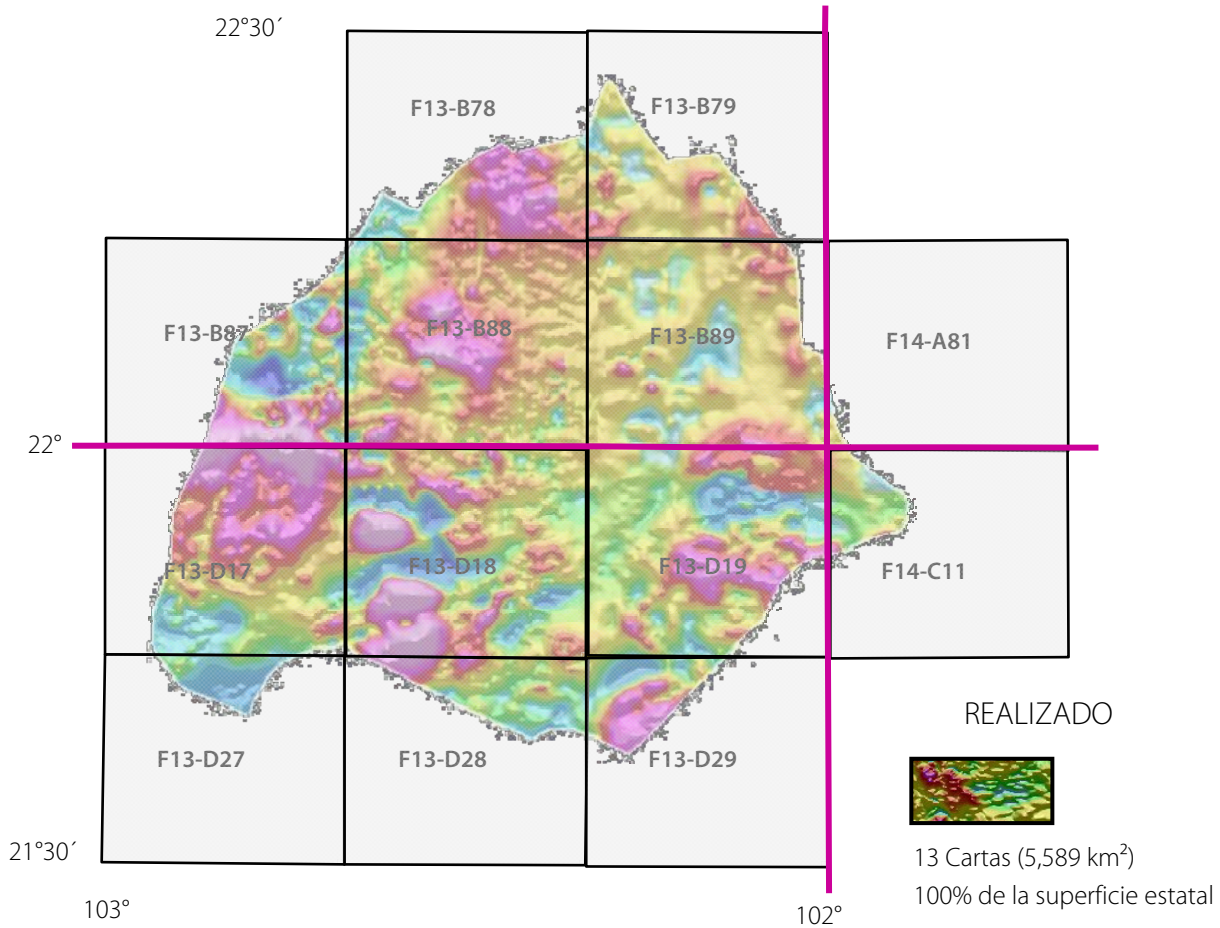 22°30´
F13-B78
F13-B79
F13-B87
F13-B88
F13-B89
F14-A81
22°
F13-D17
F13-D18
F13-D19
F14-C11
F13-D27
F13-D28
F13-D29
REALIZADO
13 Cartas (5,589 km²)
100% de la superficie estatal
21°30´
103°
102°